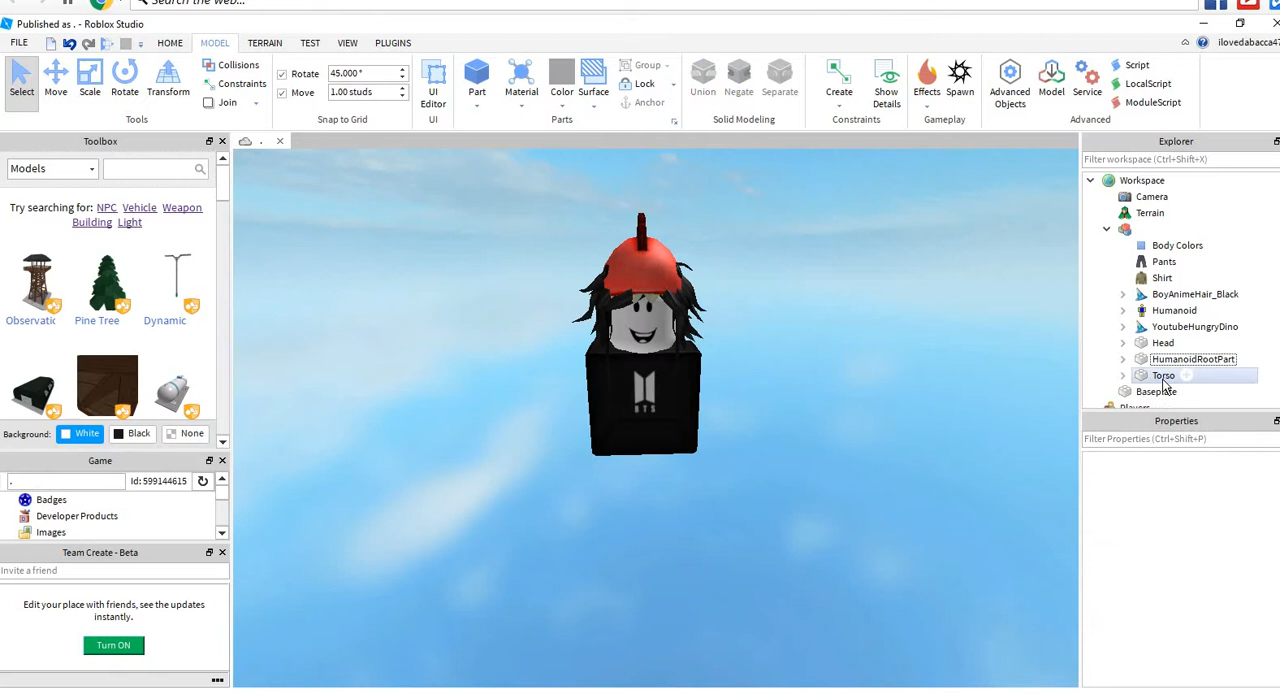 Search the web...
Published as . - Roblox Studio
FILE HOME MODEL TERRAIN TEST VIEW PLUGINS ilovedabacca47
Select Move Scale Rotate Transform
Collisions
Constraints
Join
Tools
Rotate 45.000°
Move 1.00 studs
Snap to Grid
UI Editor
UI
Part Material Color Surface
Group
Lock
Anchor
Parts
Union Negate Separate
Solid Modeling
Create Show Details
Constraints
Effects Spawn
Gameplay
Advanced Objects Model Service
Script
LocalScript
ModuleScript
Advanced
Toolbox
Models
Try searching for: NPC Vehicle Weapon
Building Light
Observatic Pine Tree Dynamic
Background: White Black None
Game
. Id: 599144615
Badges
Developer Products
Images
Team Create - Beta
Invite a friend
Edit your place with friends, see the updates
instantly.
Turn ON
.
BTS
Explorer
Filter workspace (Ctrl+Shift+X)
Workspace
Camera
Terrain
Body Colors
Pants
Shirt
BoyAnimeHair_Black
Humanoid
YoutubeHungryDino
Head
HumanoidRootPart
Torso
Baseplate
Players
Properties
Filter Properties (Ctrl+Shift+P)